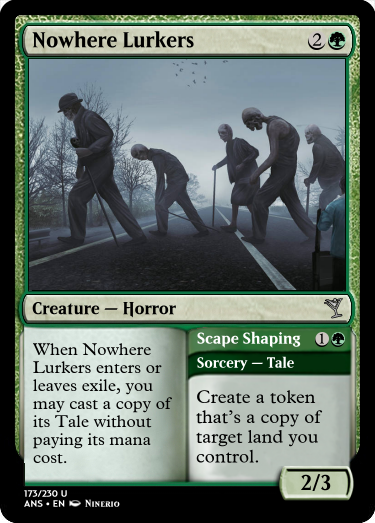 Nowhere Lurkers 2
Creature — Horror
When Nowhere
Lurkers enters or
leaves exile, you
may cast a copy of
its Tale without
paying its mana
cost.
Scape Shaping 1
Sorcery — Tale
Create a token
that's a copy of
target land you
control.
2/3
173/230 U
ANS • EN Ninerio